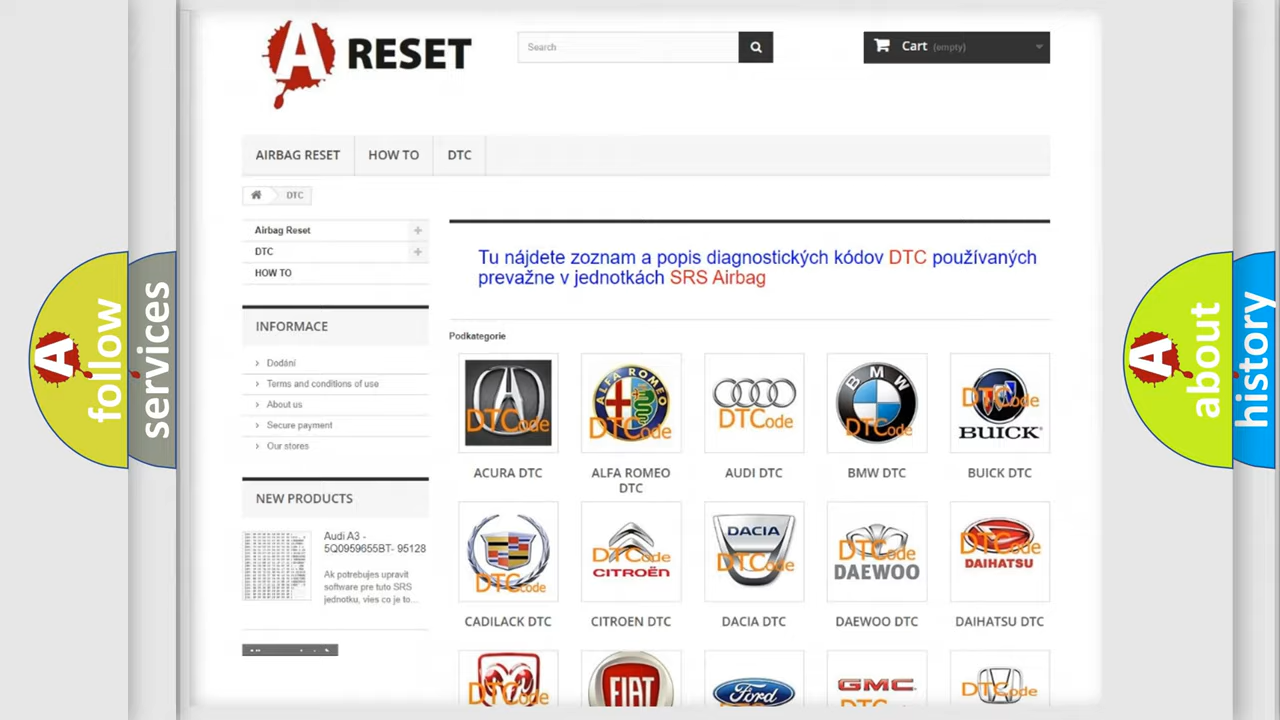 A RESET
Search
Cart (empty)
AIRBAG RESET
HOW TO
DTC
DTC
Airbag Reset
DTC
HOW TO
INFORMACE
Dodání
Terms and conditions of use
About us
Secure payment
Our stores
NEW PRODUCTS
Audi A3 -
5Q0959655BT- 95128
Ak potrebujes upravit
software pre tuto SRS
jednotku, vies co je to...
Tu nájdete zoznam a popis diagnostických kódov DTC používaných
prevažne v jednotkách SRS Airbag
Podkategorie
DTCode
ALFA ROMEO
DTCode
DTCode
BMW
DTCode
DTCode
BUICK
ACURA DTC
ALFA ROMEO
DTC
AUDI DTC
BMW DTC
BUICK DTC
DTCode
DTCode
CITROËN
DACIA
DTCode
DTCode
DAEWOO
DTCode
DAIHATSU
CADILACK DTC
CITROEN DTC
DACIA DTC
DAEWOO DTC
DAIHATSU DTC
DTCode
FIAT
Ford
GMC
DTCode
A follow
services
A about
history